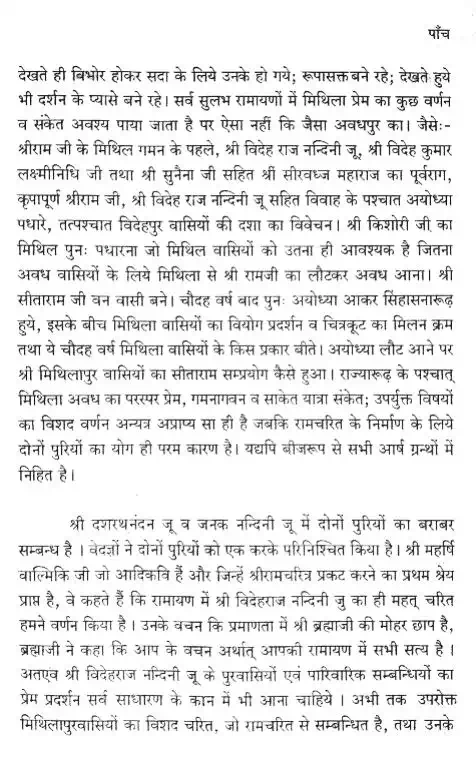 पाँच
देखते ही बिभोर होकर सदा के लिये उनके हो गये; रूपासक्त बने रहे; देखते हुये
भी दर्शन के प्यासे बने रहे। सर्व सुलभ रामायणों में मिथिला प्रेम का कुछ वर्णन
व संकेत अवश्य पाया जाता है पर ऐसा नहीं कि जैसा अवधपुर का। जैसेः-
श्रीराम जी के मिथिल गमन के पहले, श्री विदेह राज नन्दिनी जू, श्री विदेह कुमार
लक्ष्मीनिधि जी तथा श्री सुनैना जी सहित श्रीं सीरवध्ज महाराज का पूर्वराग,
कृपापूर्ण श्रीराम जी, श्री विदेह राज नन्दिनी जू सहित विवाह के पश्चात अयोध्या
पधारे, तत्पश्चात विदेहपुर वासियों की दशा का विवेचन। श्री किशोरी जी का
मिथिल पुनः पधारना जो मिथिल वासियों को उतना ही आवश्यक है जितना
अवध वासियों के लिये मिथिला से श्री रामजी का लौटकर अवध आना। श्री
सीताराम जी वन वासी बने। चौदह वर्ष बाद पुनः अयोध्या आकर सिंहासनारूढ़
हुये, इसके बीच मिथिला वासियों का वियोग प्रदर्शन व चित्रकूट का मिलन क्रम
तथा ये चौदह वर्ष मिथिला वासियों के किस प्रकार बीते। अयोध्या लौट आने पर
श्री मिथिलापुर वासियों का सीताराम सम्प्रयोग कैसे हुआ। राज्यारूढ़ के पश्चात्
मिथिला अवध का परस्पर प्रेम, गमनागवन व साकेत यात्रा संकेत; उपर्युक्त विषयों
का विशद वर्णन अन्यत्र अप्राप्य सा ही है जबकि रामचरित के निर्माण के लिये
दोनों पुरियों का योग ही परम कारण है। यद्यपि बीजरूप से सभी आर्ष ग्रन्थों में
निहित है।
श्री दशरथनंदन जू व जनक नन्दिनी जू में दोनों पुरियों का बराबर
सम्बन्ध है । वेदज्ञों ने दोनों पुरियों को एक करके परिनिश्चित किया है। श्री महर्षि
वाल्मिकि जी जो आदिकवि हैं और जिन्हें श्रीरामचरित्र प्रकट करने का प्रथम श्रेय
प्राप्त है, वे कहते हैं कि रामायण में श्री विदेहराज नन्दिनी जु का ही महत् चरित
हमने वर्णन किया है। उनके वचन कि प्रमाणता में श्री ब्रह्माजी की मोहर छाप है,
ब्रह्माजी ने कहा कि आप के वचन अर्थात् आपकी रामायण में सभी सत्य है ।
अतएव श्री विदेहराज नन्दिनी जू के पुरवासियों एवं पारिवारिक सम्बन्धियों का
प्रेम प्रदर्शन सर्व साधारण के कान में भी आना चाहिये । अभी तक उपरोक्त
मिथिलापुरवासियों का विशद चरित, जो रामचरित से सम्बन्धित है, तथा उनके